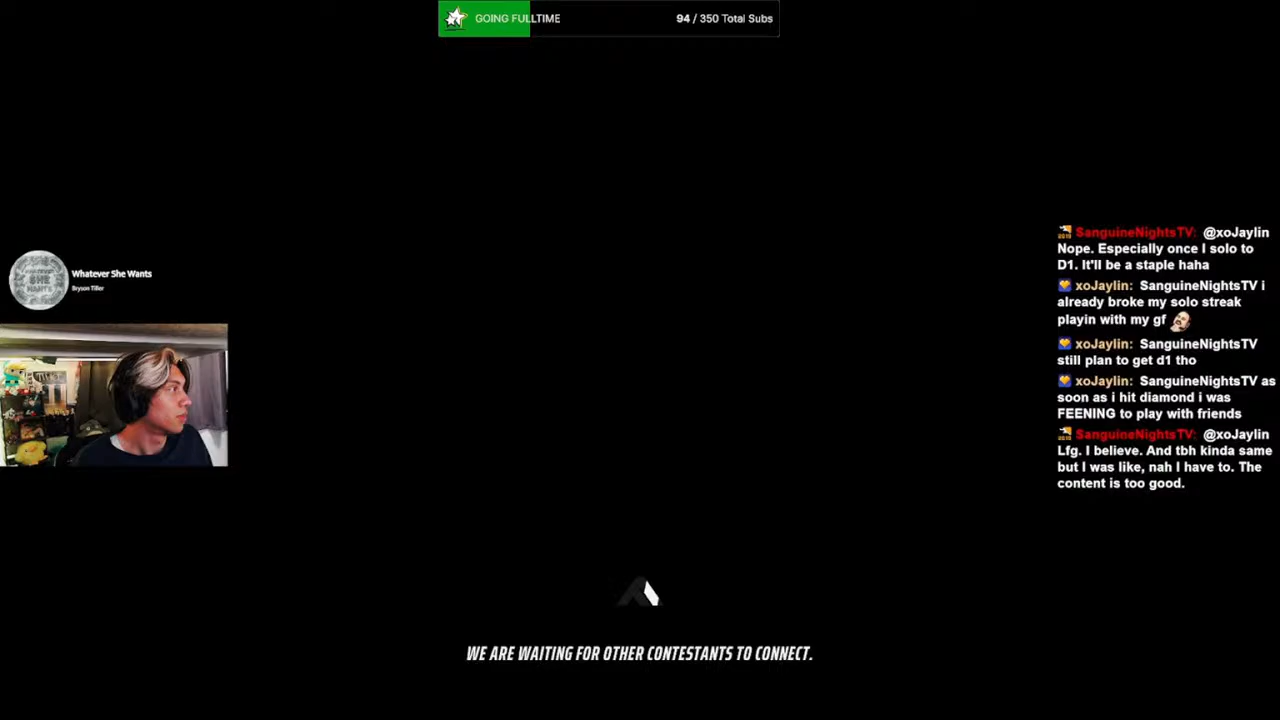 GOING FULLTIME 94 / 350 Total Subs
SanguineNightsTV: @xoJaylin
Nope. Especially once I solo to
D1. It'll be a staple haha
Whatever She Wants
Bryson Tiller
xoJaylin: SanguineNightsTV i
already broke my solo streak
playin with my gf
xoJaylin: SanguineNightsTV
still plan to get d1 tho
xoJaylin: SanguineNightsTV as
soon as i hit diamond i was
FEENING to play with friends
SanguineNightsTV: @xoJaylin
Lfg. I believe. And tbh kinda same
but I was like, nah I have to. The
content is too good.
WE ARE WAITING FOR OTHER CONTESTANTS TO CONNECT.